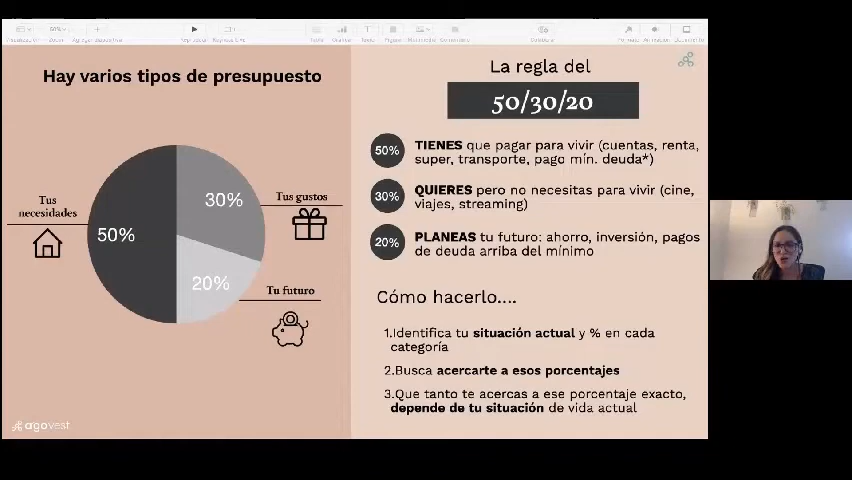 Hay varios tipos de presupuesto
Tus
necesidades
50%
30%
20%
Tus gustos
Tu futuro
agovest
La regla del
50/30/20
50%
TIENES que pagar para vivir (cuentas, renta,
super, transporte, pago mín. deuda*)
30%
QUIERES pero no necesitas para vivir (cine,
viajes, streaming)
20%
PLANEAS tu futuro: ahorro, inversión, pagos
de deuda arriba del mínimo
Cómo hacerlo....
1.Identifica tu situación actual y % en cada
categoría
2.Busca acercarte a esos porcentajes
3.Que tanto te acercas a ese porcentaje exacto,
depende de tu situación de vida actual